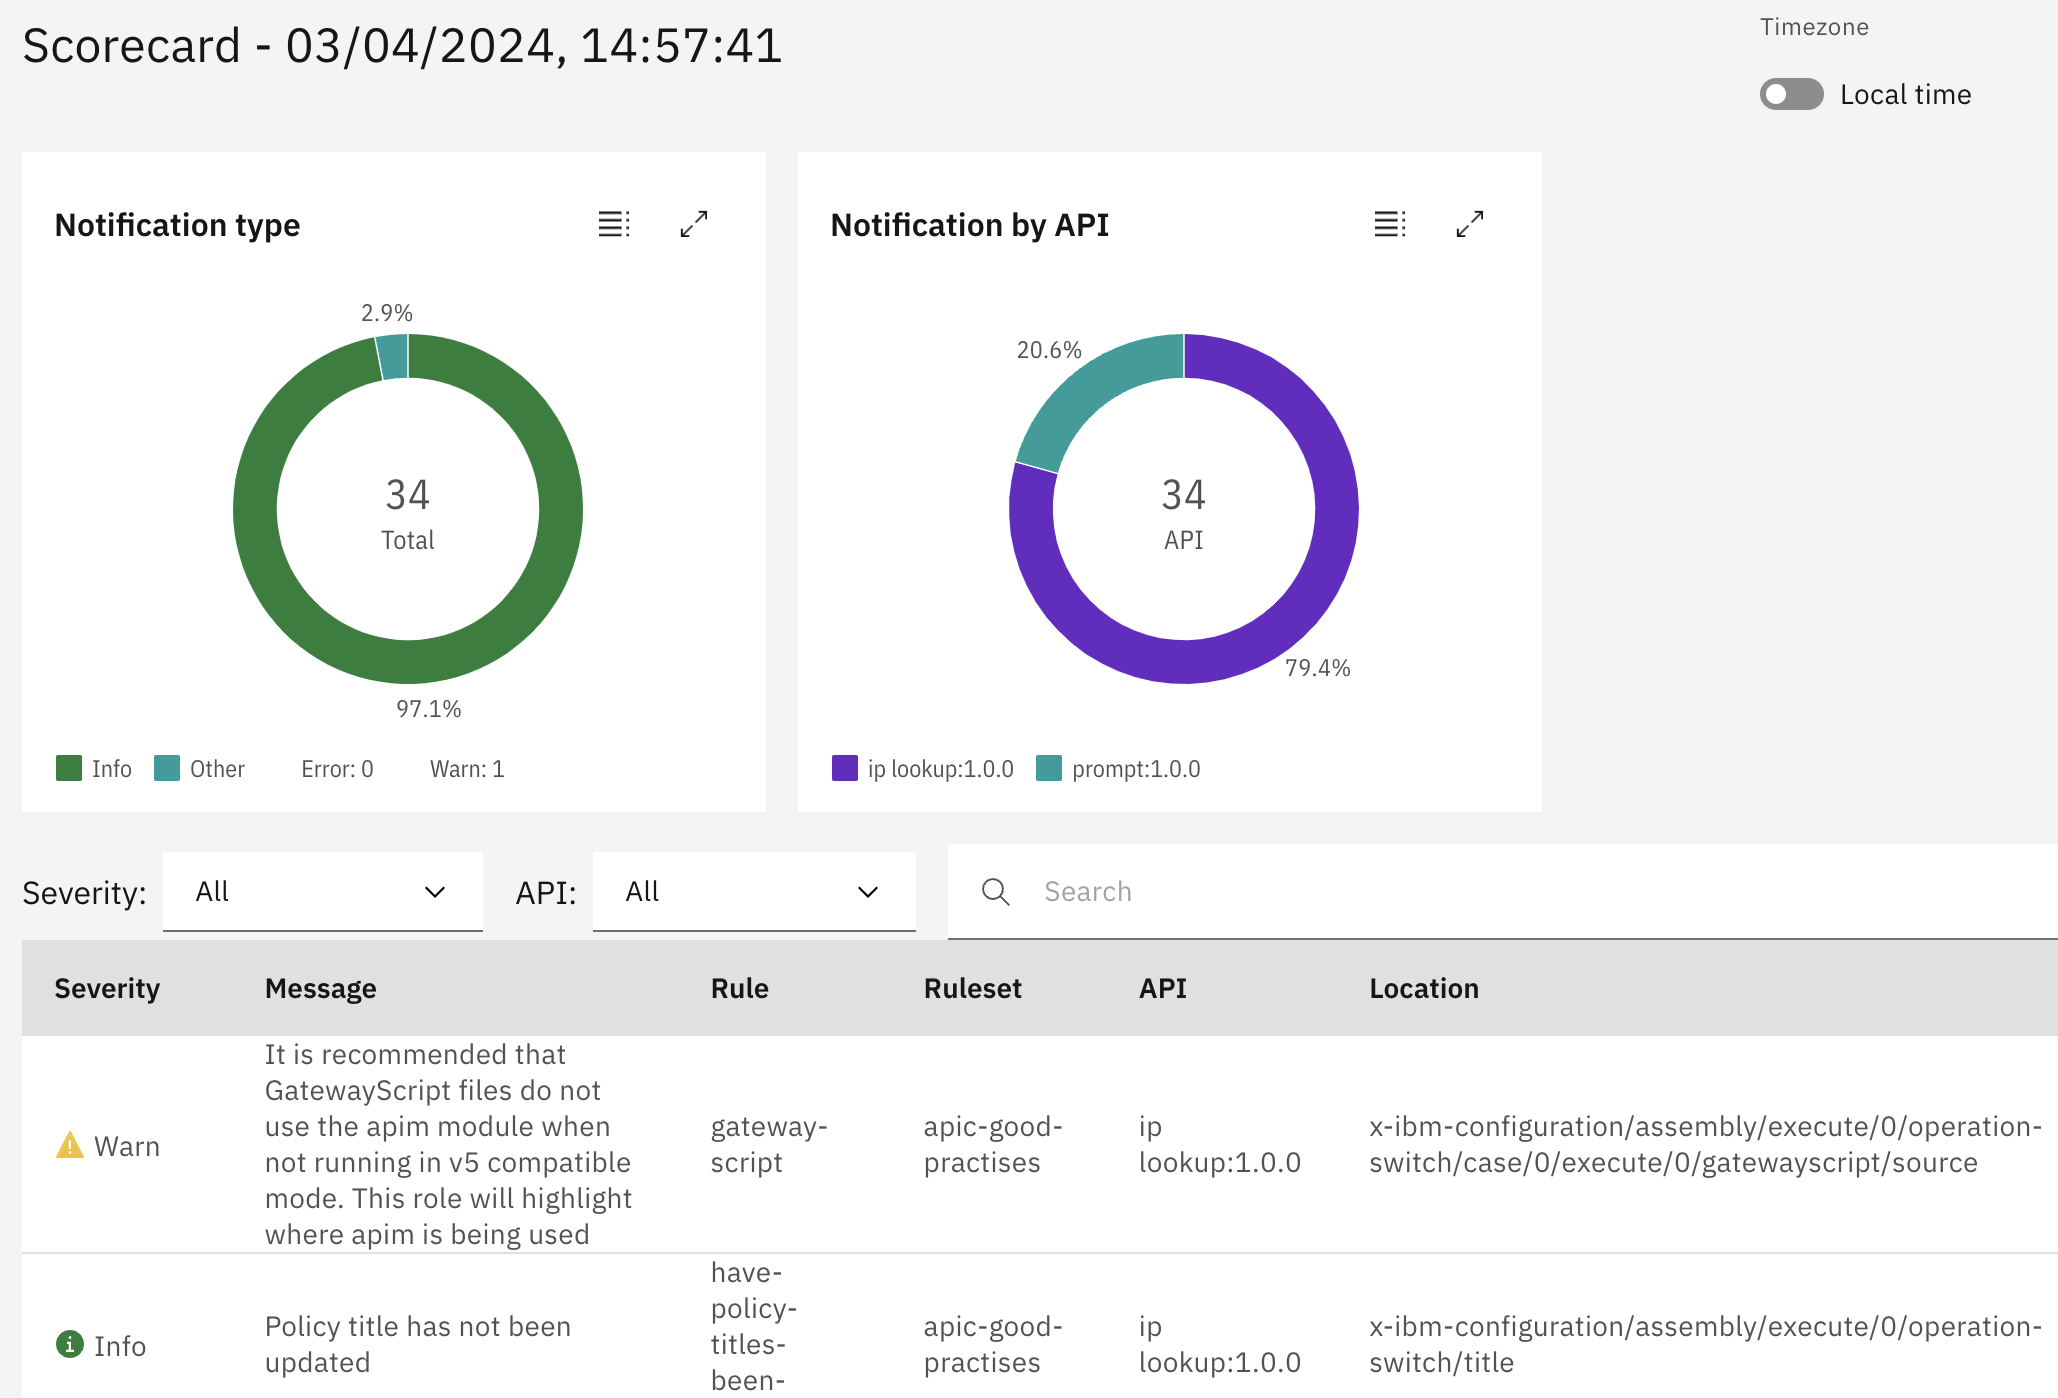 Scorecard - 03/04/2024, 14:57:41
Timezone
Local time
Notification type
2.9%
34
Total
97.1%
Info
Other
Error: 0
Warn: 1
Notification by API
20.6%
34
API
79.4%
ip lookup:1.0.0
prompt:1.0.0
Severity:
All
API:
All
Search
Severity
Message
Rule
Ruleset
API
Location
Warn
It is recommended that
GatewayScript files do not
use the apim module when
not running in v5 compatible
mode. This role will highlight
where apim is being used
gateway-
script
apic-good-
practises
ip
lookup:1.0.0
x-ibm-configuration/assembly/execute/0/operation-
switch/case/0/execute/0/gatewayscript/source
Info
Policy title has not been
updated
have-
policy-
titles-
been-
apic-good-
practises
ip
lookup:1.0.0
x-ibm-configuration/assembly/execute/0/operation-
switch/title